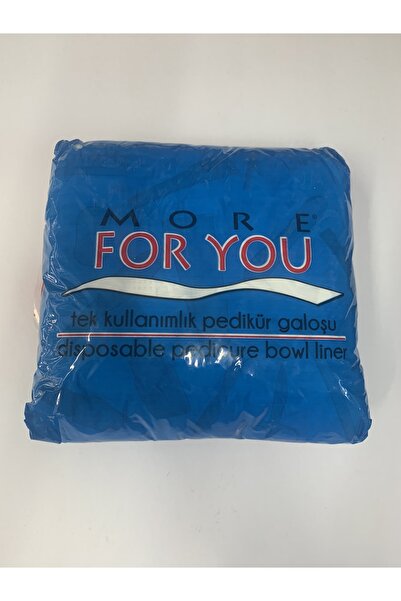 MORE®
FOR YOU
tek kullanımlık pedikür galoşu
disposable pedicure bowl liner